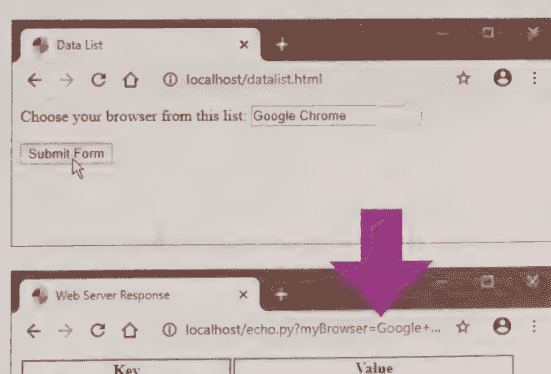 Data List
localhost/datalist.html
Choose your browser from this list: Google Chrome
Submit Form
Web Server Response
localhost/echo.py?myBrowser=Google+...
Key Value